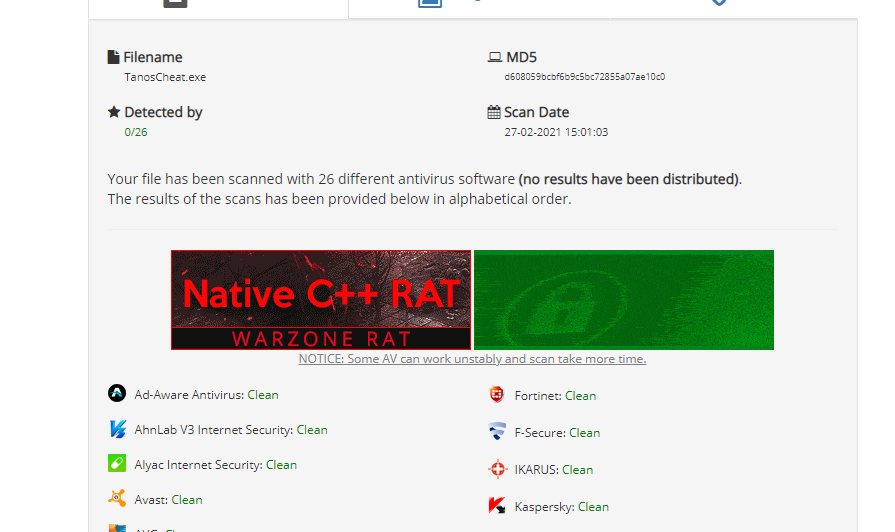 Filename
TanosCheat.exe
MD5
d608059bcbf6b9c5bc72855a07ae10c0
Detected by
0/26
Scan Date
27-02-2021 15:01:03
Your file has been scanned with 26 different antivirus software (no results have been distributed).
The results of the scans has been provided below in alphabetical order.
Native C++ RAT
WARZONE RAT
NOTICE: Some AV can work unstably and scan take more time.
Ad-Aware Antivirus: Clean
AhnLab V3 Internet Security: Clean
Alyac Internet Security: Clean
Avast: Clean
Fortinet: Clean
F-Secure: Clean
IKARUS: Clean
Kaspersky: Clean